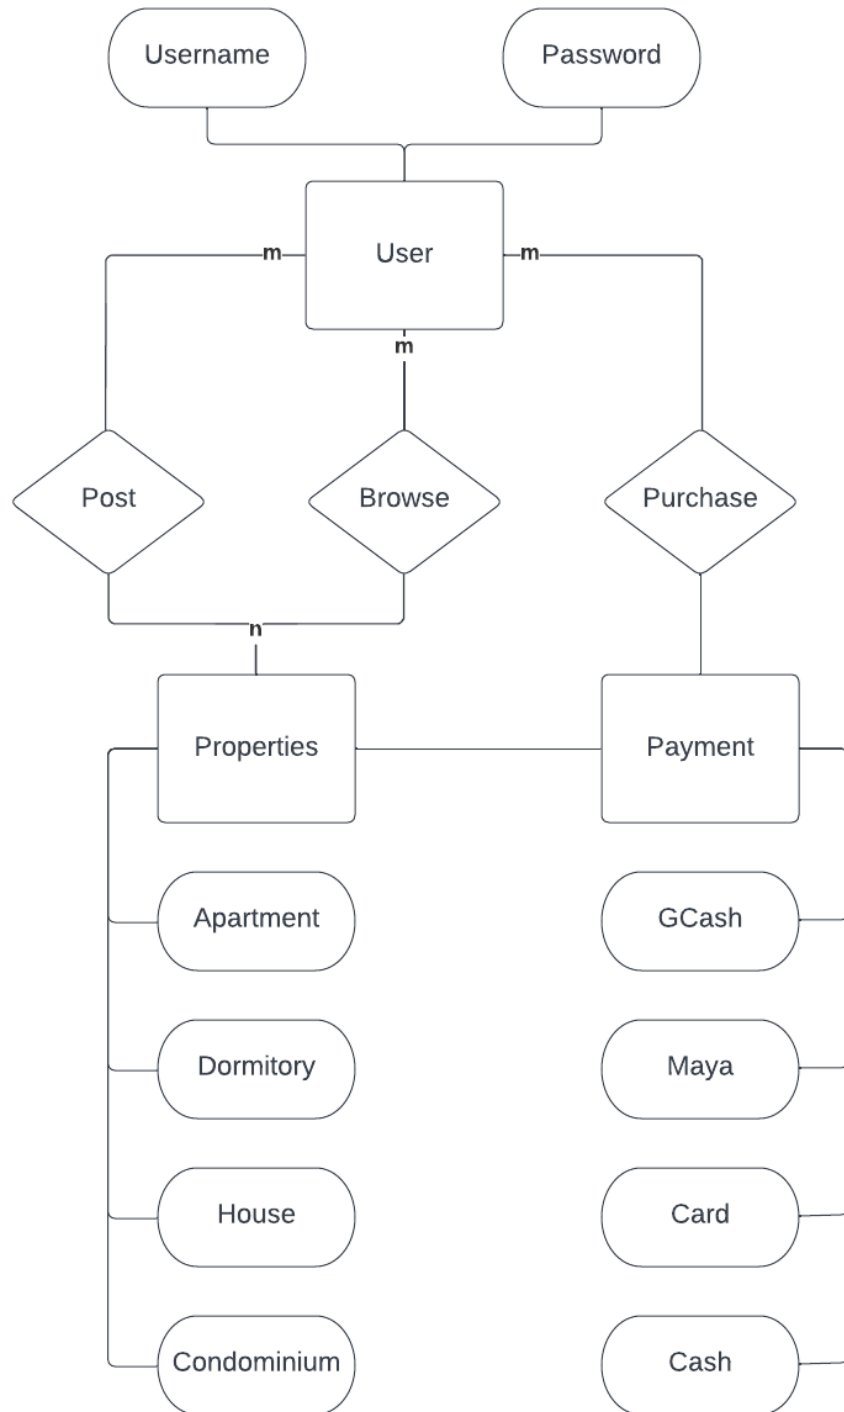 Username
Password
m
User
m
m
Post
Browse
Purchase
n
Properties
Payment
Apartment
GCash
Dormitory
Maya
House
Card
Condominium
Cash